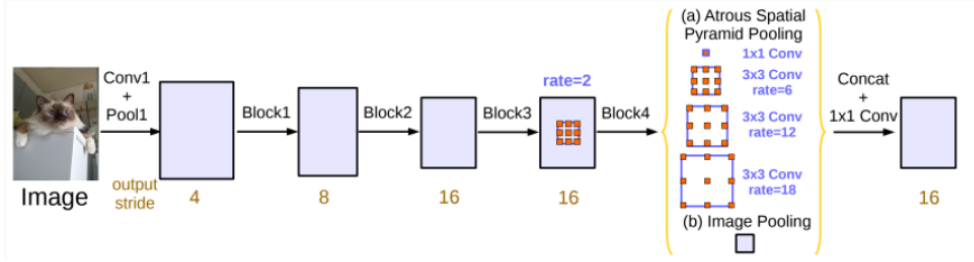 (a) Atrous Spatial
Pyramid Pooling
1x1 Conv
3x3 Conv
rate=6
3x3 Conv
rate=12
3x3 Conv
rate=18
(b) Image Pooling
Conv1
+
Pool1
Block1
Block2
Block3
rate=2
Block4
Concat
+
1x1 Conv
Image
output
stride
4
8
16
16
16